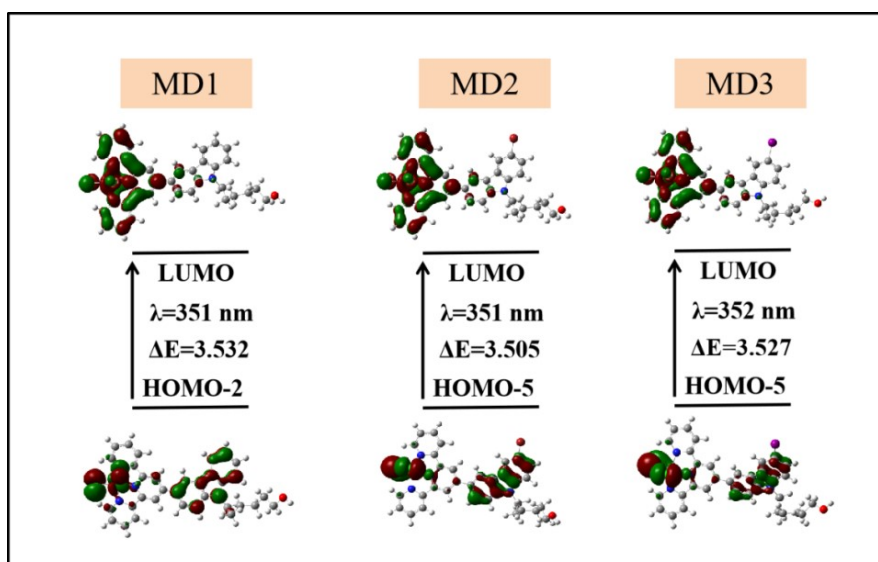 MD1
MD2
MD3
LUMO
λ=351 nm
ΔE=3.532
HOMO-2
LUMO
λ=351 nm
ΔE=3.505
HOMO-5
LUMO
λ=352 nm
ΔE=3.527
HOMO-5